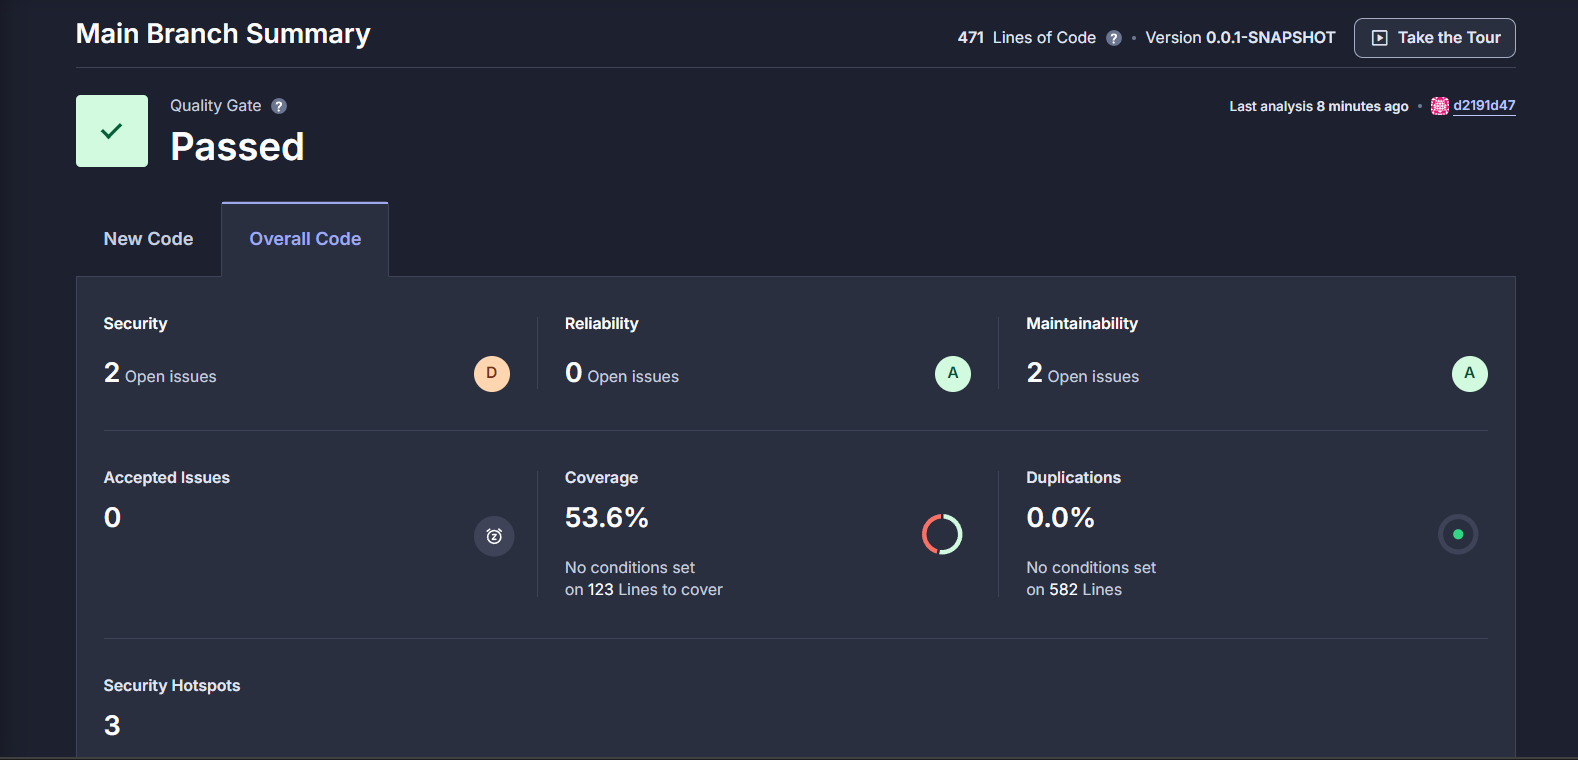 Main Branch Summary
471 Lines of Code ? • Version 0.0.1-SNAPSHOT
Take the Tour
Quality Gate ?
Passed
Last analysis 8 minutes ago • d2191d47
New Code
Overall Code
Security
2 Open issues
D
Reliability
0 Open issues
A
Maintainability
2 Open issues
A
Accepted Issues
0
Coverage
53.6%
No conditions set
on 123 Lines to cover
Duplications
0.0%
No conditions set
on 582 Lines
Security Hotspots
3